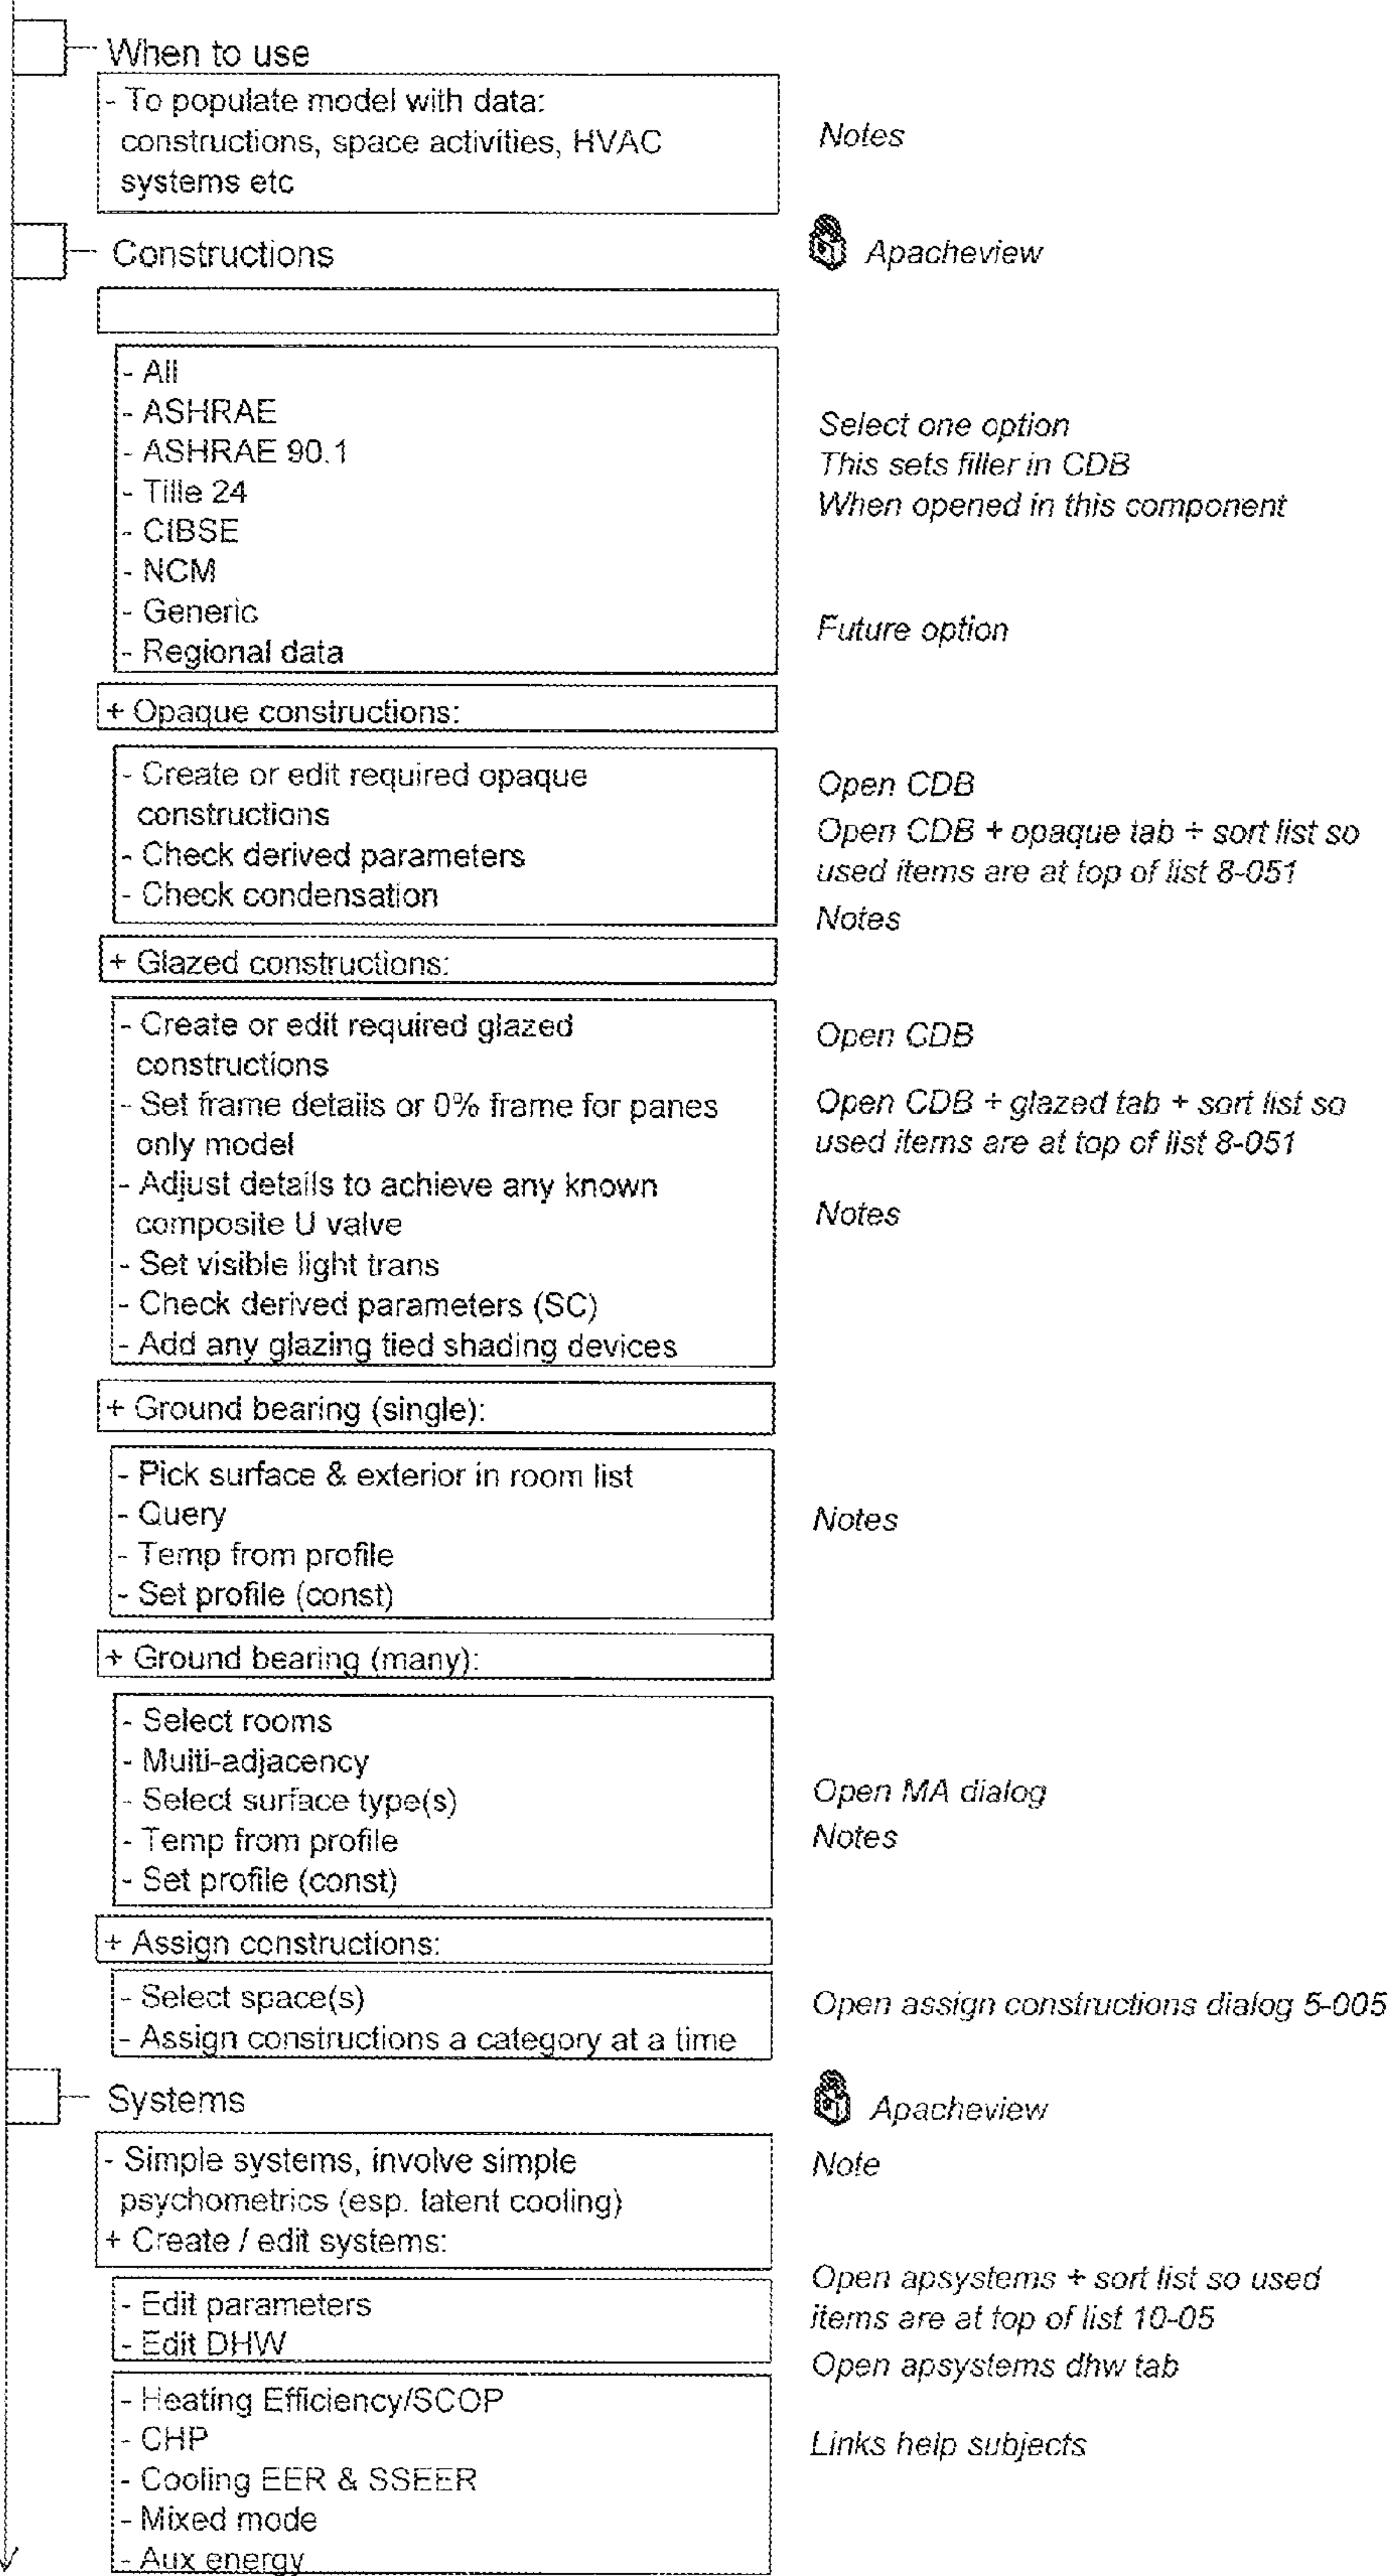 When to use
- To populate model with data:
constructions, space activities, HVAC
systems etc
Notes
Constructions
Apacheview
- All
- ASHRAE
- ASHRAE 90.1
- Tille 24
- CIBSE
- NCM
- Generic
- Regional data
Select one option
This sets filler in CDB
When opened in this component
Future option
+ Opaque constructions:
- Create or edit required opaque
constructions
- Check derived parameters
- Check condensation
Open CDB
Open CDB + opaque tab + sort list so
used items are at top of list 8-051
Notes
+ Glazed constructions:
- Create or edit required glazed
constructions
- Set frame details or 0% frame for panes
only model
- Adjust details to achieve any known
composite U valve
- Set visible light trans
- Check derived parameters (SC)
- Add any glazing tied shading devices
Open CDB
Open CDB + glazed tab + sort list so
used items are at top of list 8-051
Notes
+ Ground bearing (single):
- Pick surface & exterior in room list
- Query
- Temp from profile
- Set profile (const)
Notes
+ Ground bearing (many):
- Select rooms
- Multi-adjacency
- Select surface type(s)
- Temp from profile
- Set profile (const)
Open MA dialog
Notes
+ Assign constructions:
- Select space(s)
- Assign constructions a category at a time
Open assign constructions dialog 5-005
Systems
Apacheview
- Simple systems, involve simple
psychometrics (esp. latent cooling)
+ Create / edit systems:
Note
- Edit parameters
- Edit DHW
Open apsystems + sort list so used
items are at top of list 10-05
Open apsystems dhw tab
- Heating Efficiency/SCOP
- CHP
- Cooling EER & SSEER
- Mixed mode
- Aux energy
Links help subjects